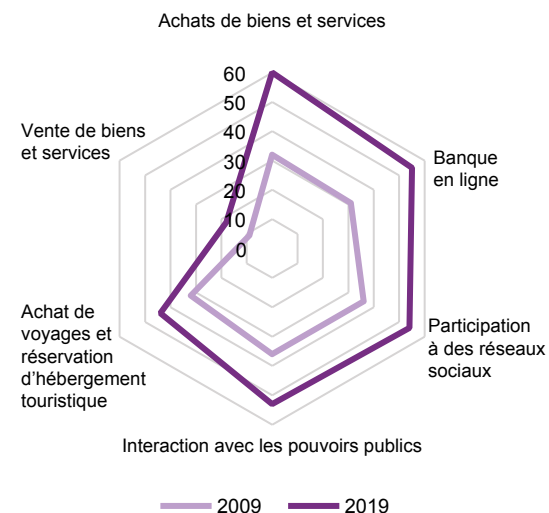 Achats de biens et services
60
50
40
30
20
10
0
Vente de biens
et services
Banque
en ligne
Achat de
voyages et
réservation
d’hébergement
touristique
Participation
à des réseaux
sociaux
Interaction avec les pouvoirs publics
2009
2019